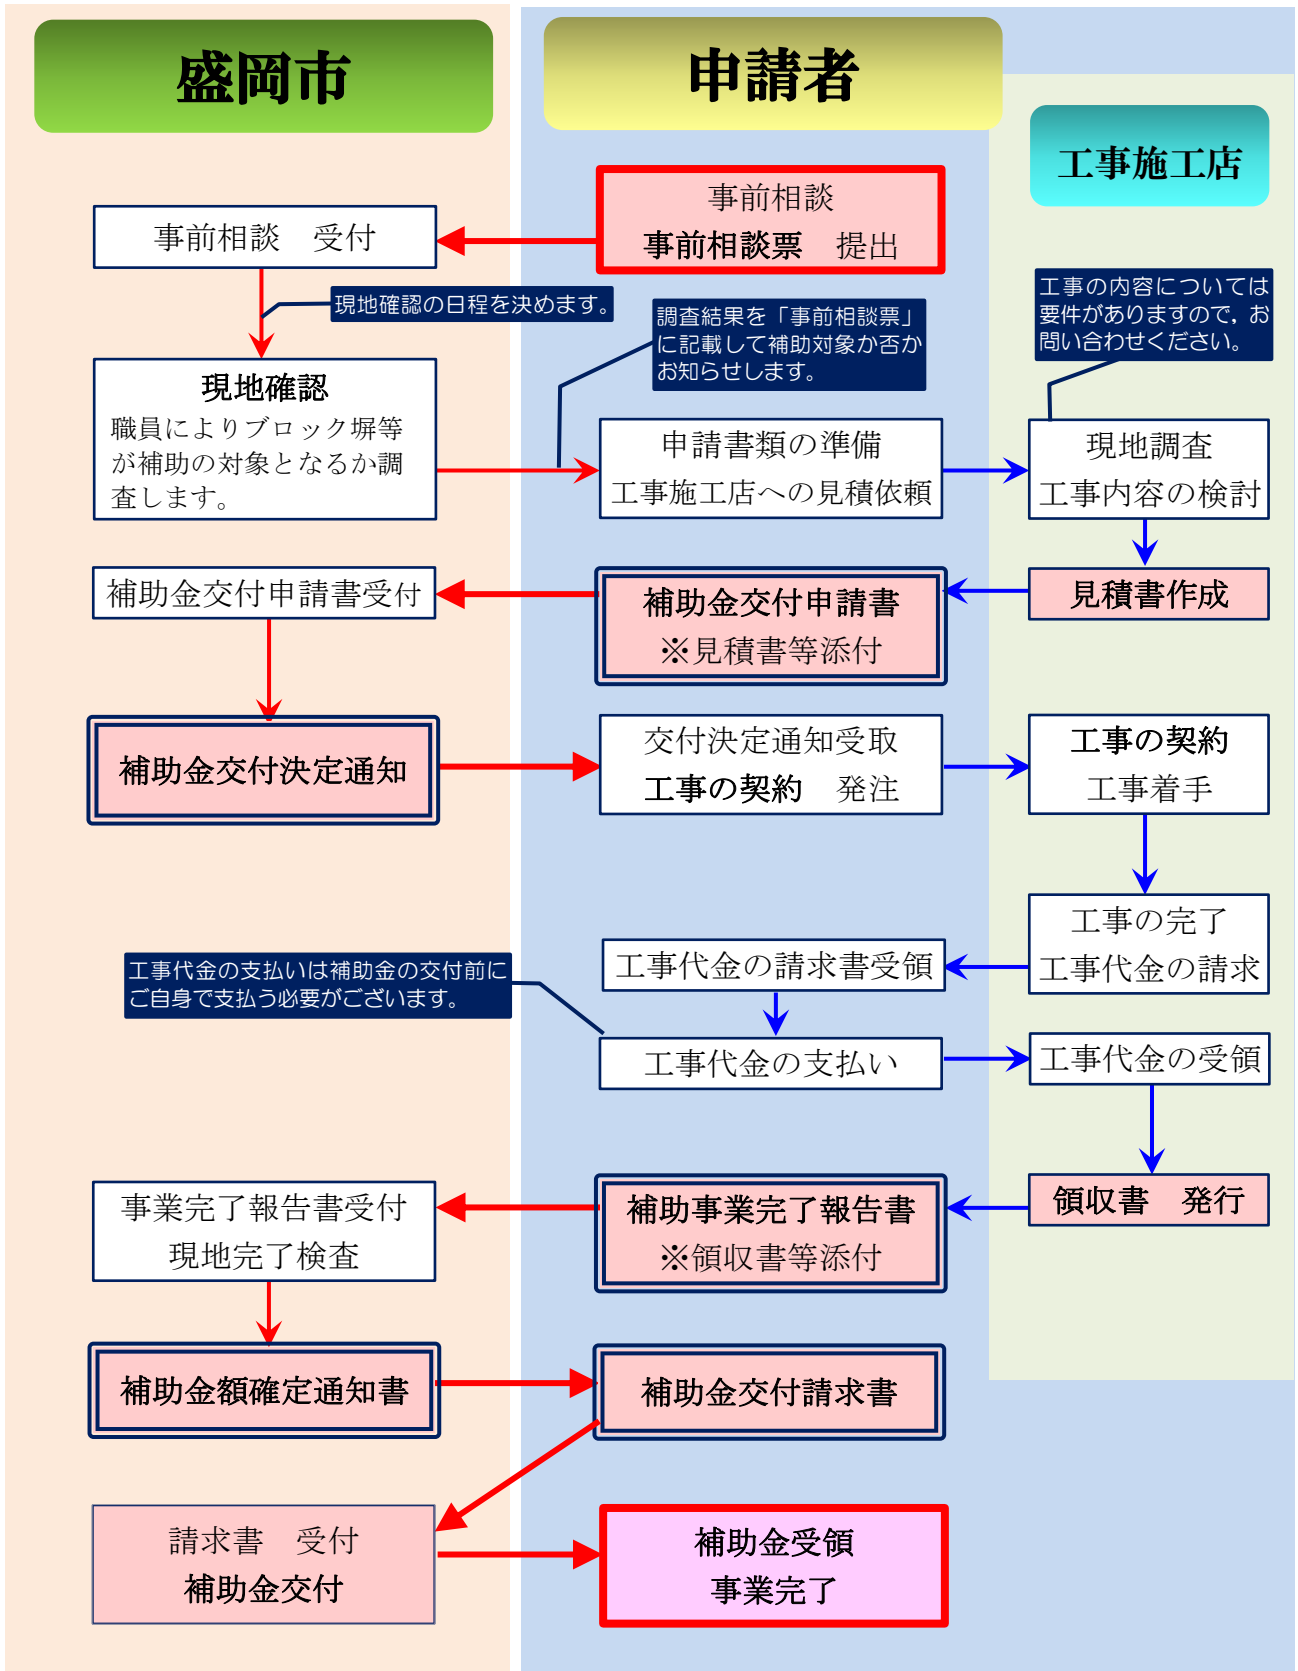 盛岡市
申請者
工事施工店
事前相談
事前相談票　提出
事前相談　受付
現地確認の日程を決めます。
調査結果を「事前相談票」
に記載して補助対象か否か
お知らせします。
工事の内容については
要件がありますので，お
問い合わせください。
現地確認
職員によりブロック塀等
が補助の対象となるか調
査します。
申請書類の準備
工事施工店への見積依頼
現地調査
工事内容の検討
補助金交付申請書受付
補助金交付申請書
※見積書等添付
見積書作成
補助金交付決定通知
交付決定通知受取
工事の契約　発注
工事の契約
工事着手
工事の完了
工事代金の請求
工事代金の請求書受領
工事代金の支払いは補助金の交付前に
ご自身で支払う必要がございます。
工事代金の支払い
工事代金の受領
領収書　発行
補助事業完了報告書
※領収書等添付
事業完了報告書受付
現地完了検査
補助金額確定通知書
補助金交付請求書
請求書　受付
補助金交付
補助金受領
事業完了